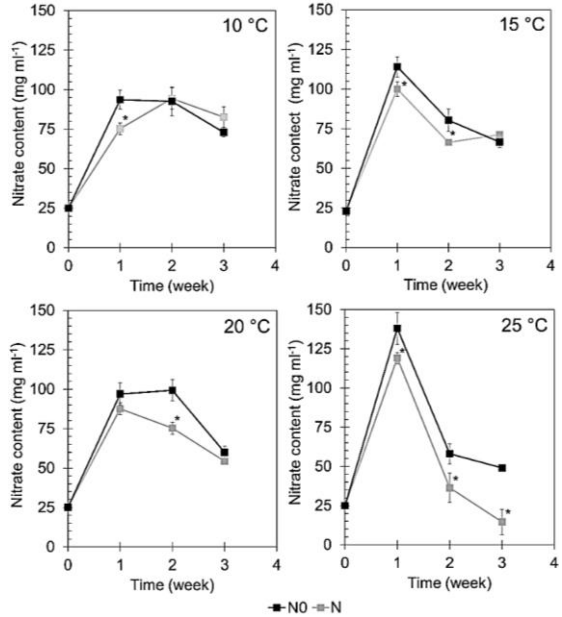 10 °C
Nitrate content (mg ml-1)
150
125
100
75
50
25
0
*
0 1 2 3 4
Time (week)
15 °C
Nitrate contect (mg ml-1)
150
125
100
75
50
25
0
*
*
0 1 2 3 4
Time (week)
20 °C
Nitrate content (mg ml-1)
150
125
100
75
50
25
0
*
0 1 2 3 4
Time (week)
25 °C
Nitrate content (mg ml-1)
150
125
100
75
50
25
0
*
*
*
0 1 2 3 4
Time (week)
N0 N